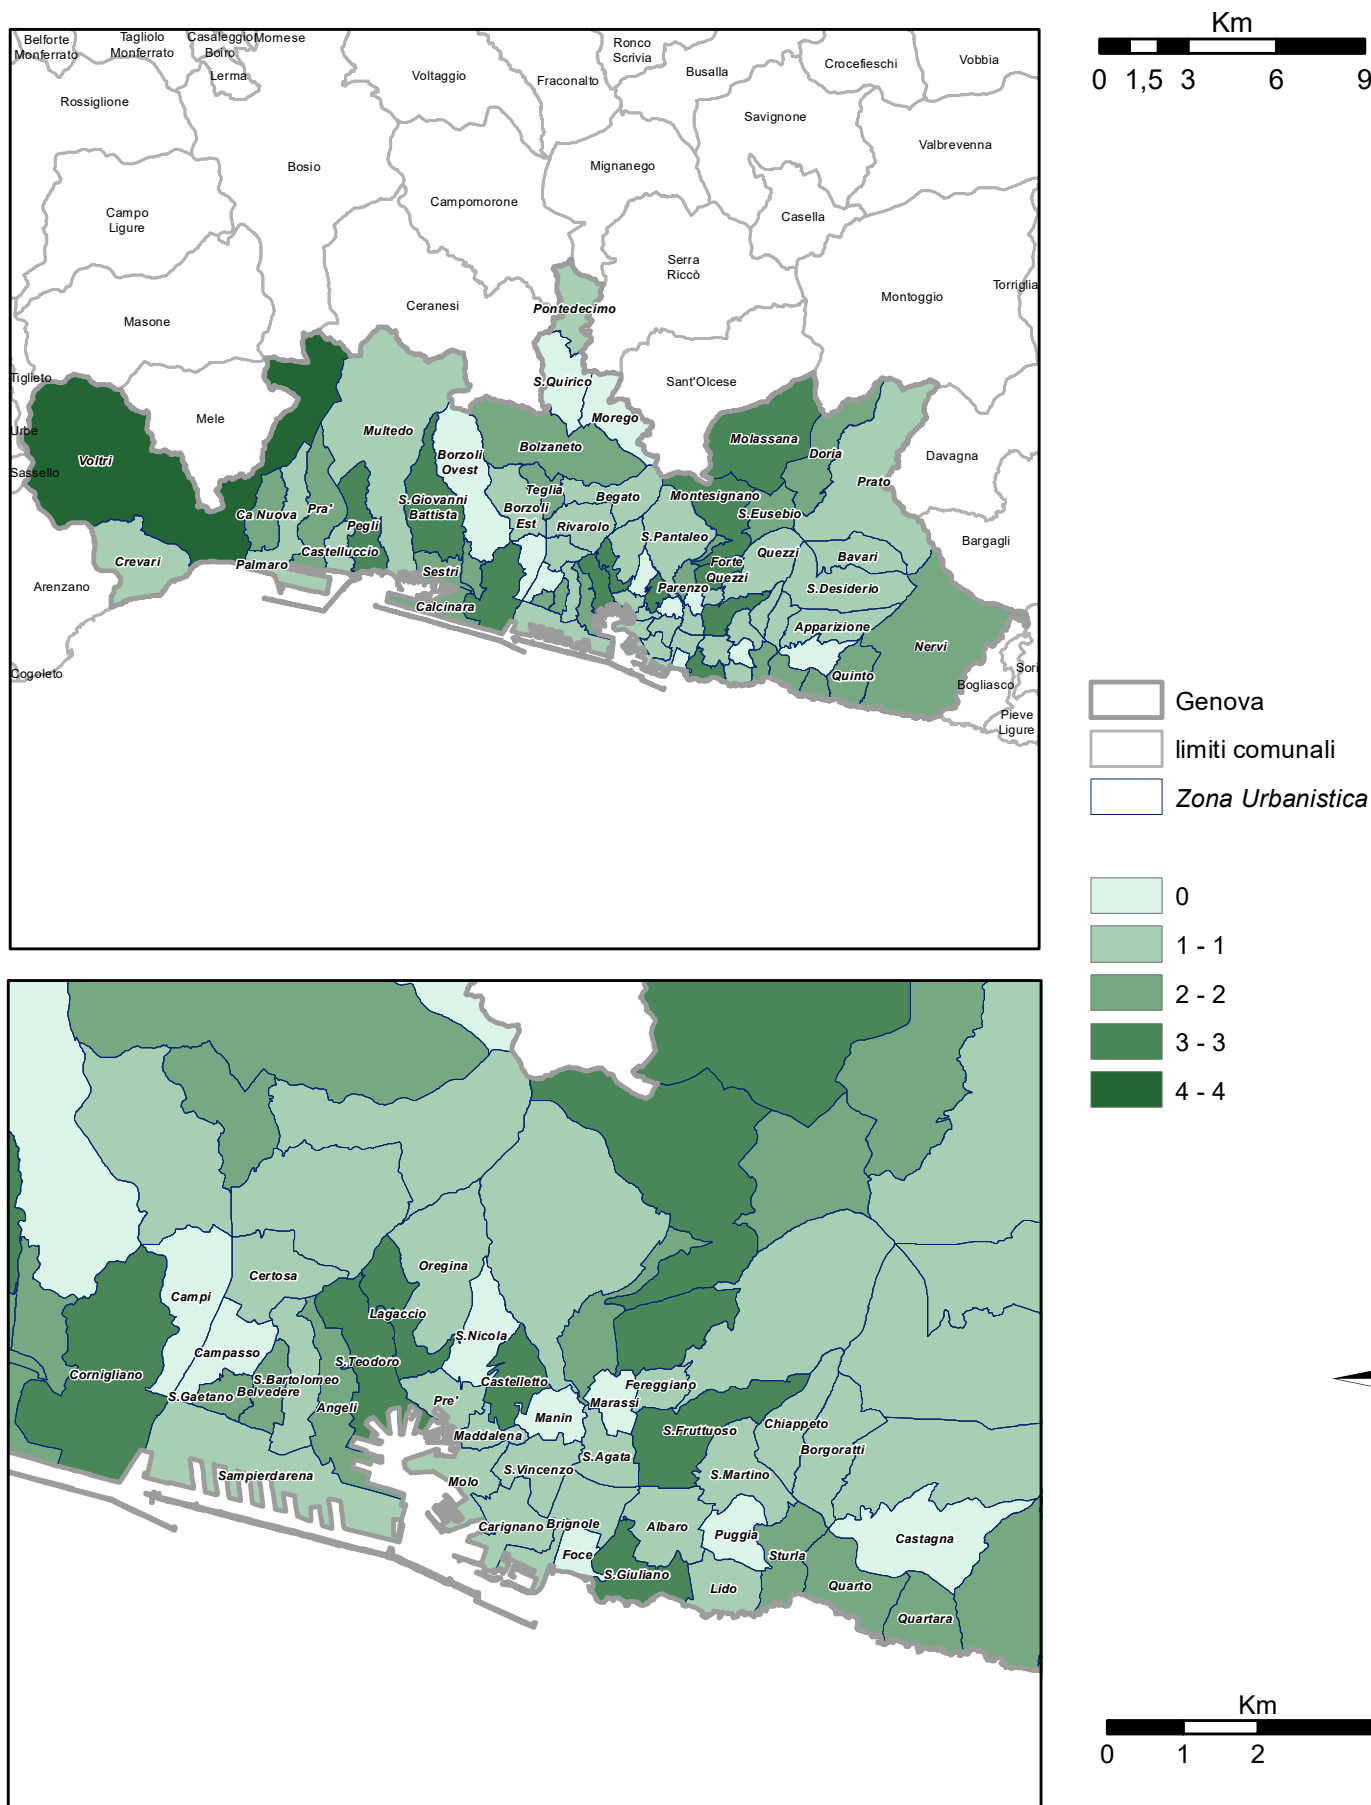 Km
0 1,5 3 6 9
Belforte
Monferrato
Tagliolo
Monferrato
Casaleggio
Boiro
Mornese
Lerma
Ronco
Scrivia
Voltaggio
Fraconalto
Busalla
Crocefieschi
Vobbia
Rossiglione
Savignone
Valbrevenna
Bosio
Mignanego
Campomorone
Campo
Ligure
Casella
Serra
Riccò
Torriglia
Montoggio
Ceranesi
Pontedecimo
Masone
Tiglieto
S.Quirico
Sant'Olcese
Mele
Morego
Urbe
Multedo
Molassana
Bolzaneto
Doria
Davagna
Voltri
Borzoli
Ovest
Sassello
Prato
Teglia
Begato
Montesignano
S.Giovanni
Battista
Ca Nuova
Pra'
Pegli
Borzoli
Est
Rivarolo
S.Eusebio
S.Pantaleo
Bargagli
Castelluccio
Quezzi
Bavari
Crevari
Palmaro
Sestri
Forte
Quezzi
Arenzano
Parenzo
S.Desiderio
Calcinara
Apparizione
Nervi
Cogoleto
Quinto
Sori
Bogliasco
Pieve
Ligure
Genova
limiti comunali
Zona Urbanistica
0
1 - 1
2 - 2
3 - 3
4 - 4
Oregina
Certosa
Campi
Lagaccio
S.Nicola
Campasso
S.Teodoro
Cornigliano
S.Bartolomeo
Castelletto
Fereggiano
S.Gaetano
Belvedere
Pre'
Marassi
Angeli
Manin
Maddalena
S.Fruttuoso
Chiappeto
Borgoratti
S.Agata
Sampierdarena
Molo
S.Vincenzo
S.Martino
Carignano
Brignole
Albaro
Puggia
Castagna
Foce
Sturla
S.Giuliano
Lido
Quarto
Quartara
Km
0 1 2